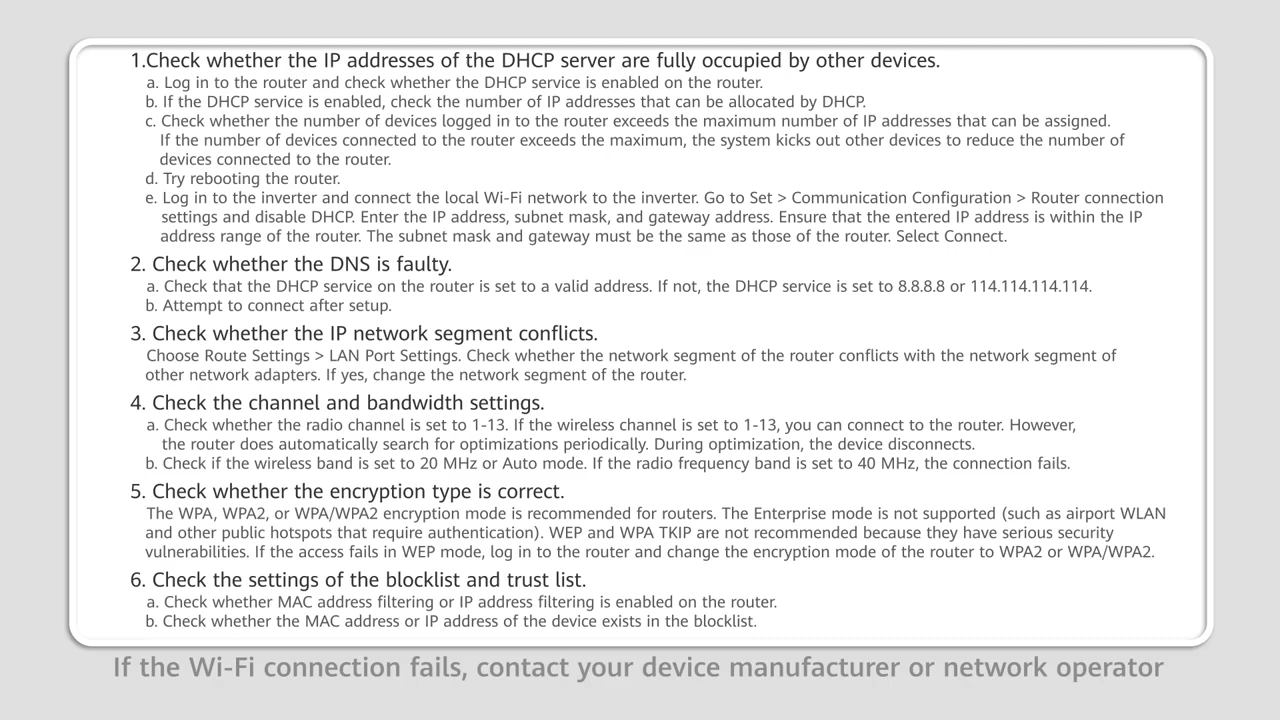 1.Check whether the IP addresses of the DHCP server are fully occupied by other devices.
a. Log in to the router and check whether the DHCP service is enabled on the router.
b. If the DHCP service is enabled, check the number of IP addresses that can be allocated by DHCP.
c. Check whether the number of devices logged in to the router exceeds the maximum number of IP addresses that can be assigned.
If the number of devices connected to the router exceeds the maximum, the system kicks out other devices to reduce the number of
devices connected to the router.
d. Try rebooting the router.
e. Log in to the inverter and connect the local Wi-Fi network to the inverter. Go to Set > Communication Configuration > Router connection
settings and disable DHCP. Enter the IP address, subnet mask, and gateway address. Ensure that the entered IP address is within the IP
address range of the router. The subnet mask and gateway must be the same as those of the router. Select Connect.
2. Check whether the DNS is faulty.
a. Check that the DHCP service on the router is set to a valid address. If not, the DHCP service is set to 8.8.8.8 or 114.114.114.114.
b. Attempt to connect after setup.
3. Check whether the IP network segment conflicts.
Choose Route Settings > LAN Port Settings. Check whether the network segment of the router conflicts with the network segment of
other network adapters. If yes, change the network segment of the router.
4. Check the channel and bandwidth settings.
a. Check whether the radio channel is set to 1-13. If the wireless channel is set to 1-13, you can connect to the router. However,
the router does automatically search for optimizations periodically. During optimization, the device disconnects.
b. Check if the wireless band is set to 20 MHz or Auto mode. If the radio frequency band is set to 40 MHz, the connection fails.
5. Check whether the encryption type is correct.
The WPA, WPA2, or WPA/WPA2 encryption mode is recommended for routers. The Enterprise mode is not supported (such as airport WLAN
and other public hotspots that require authentication). WEP and WPA TKIP are not recommended because they have serious security
vulnerabilities. If the access fails in WEP mode, log in to the router and change the encryption mode of the router to WPA2 or WPA/WPA2.
6. Check the settings of the blocklist and trust list.
a. Check whether MAC address filtering or IP address filtering is enabled on the router.
b. Check whether the MAC address or IP address of the device exists in the blocklist.
If the Wi-Fi connection fails, contact your device manufacturer or network operator